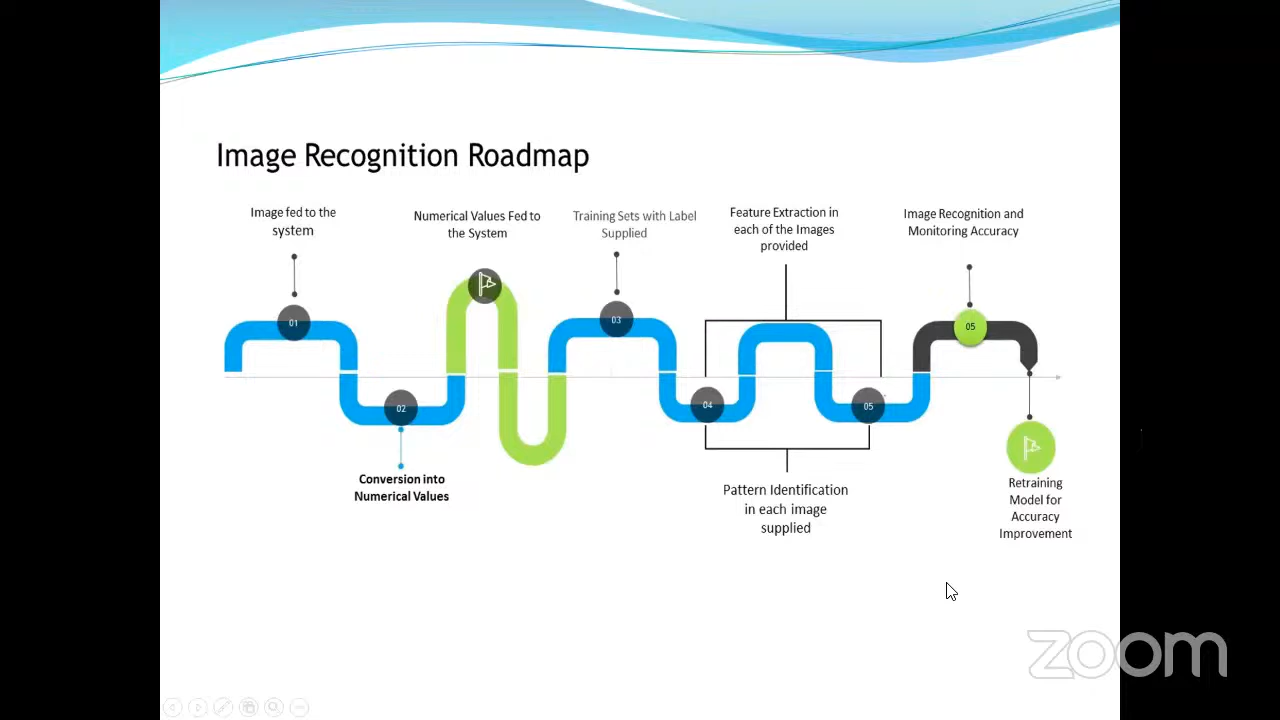 Image Recognition Roadmap
Image fed to the
system
Numerical Values Fed to
the System
Training Sets with Label
Supplied
Feature Extraction in
each of the Images
provided
Image Recognition and
Monitoring Accuracy
01
03
05
02
04
05
Conversion into
Numerical Values
Pattern Identification
in each image
supplied
Retraining
Model for
Accuracy
Improvement
zoom